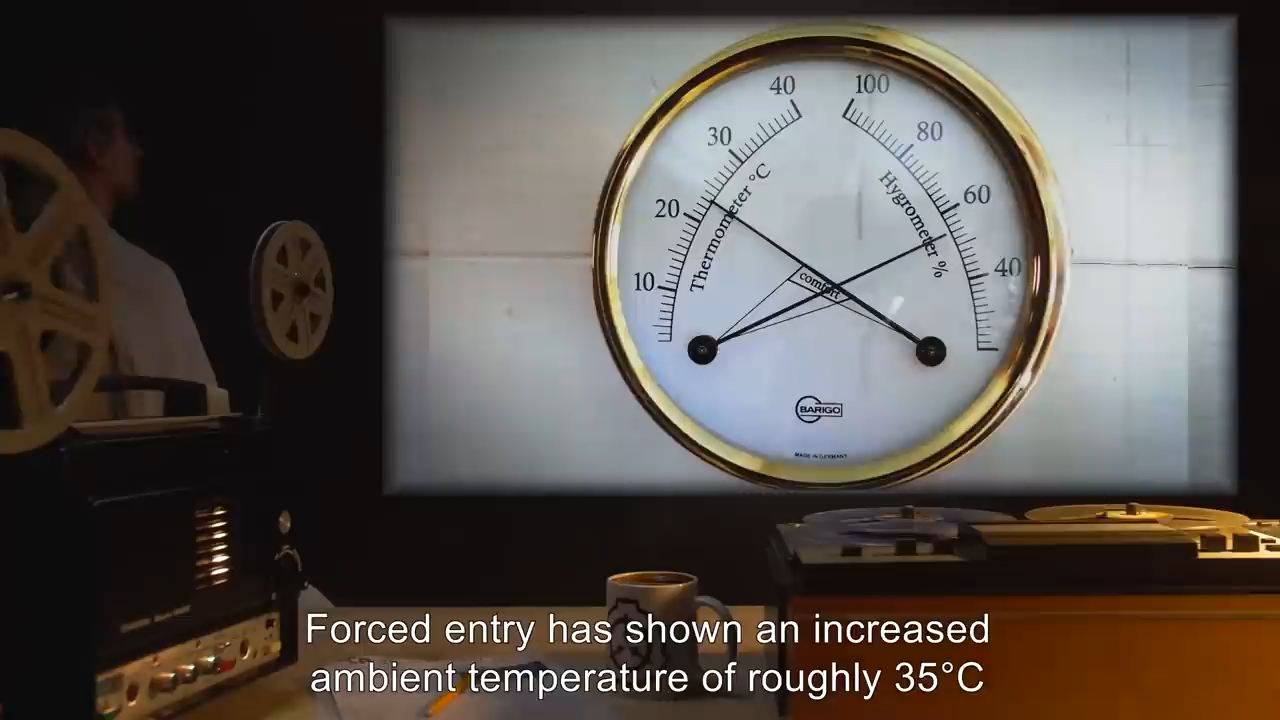 40
100
30
80
20
60
10
40
Thermometer °C
Hygrometer %
comfort
BARIGO
MADE IN GERMANY
Forced entry has shown an increased
ambient temperature of roughly 35°C